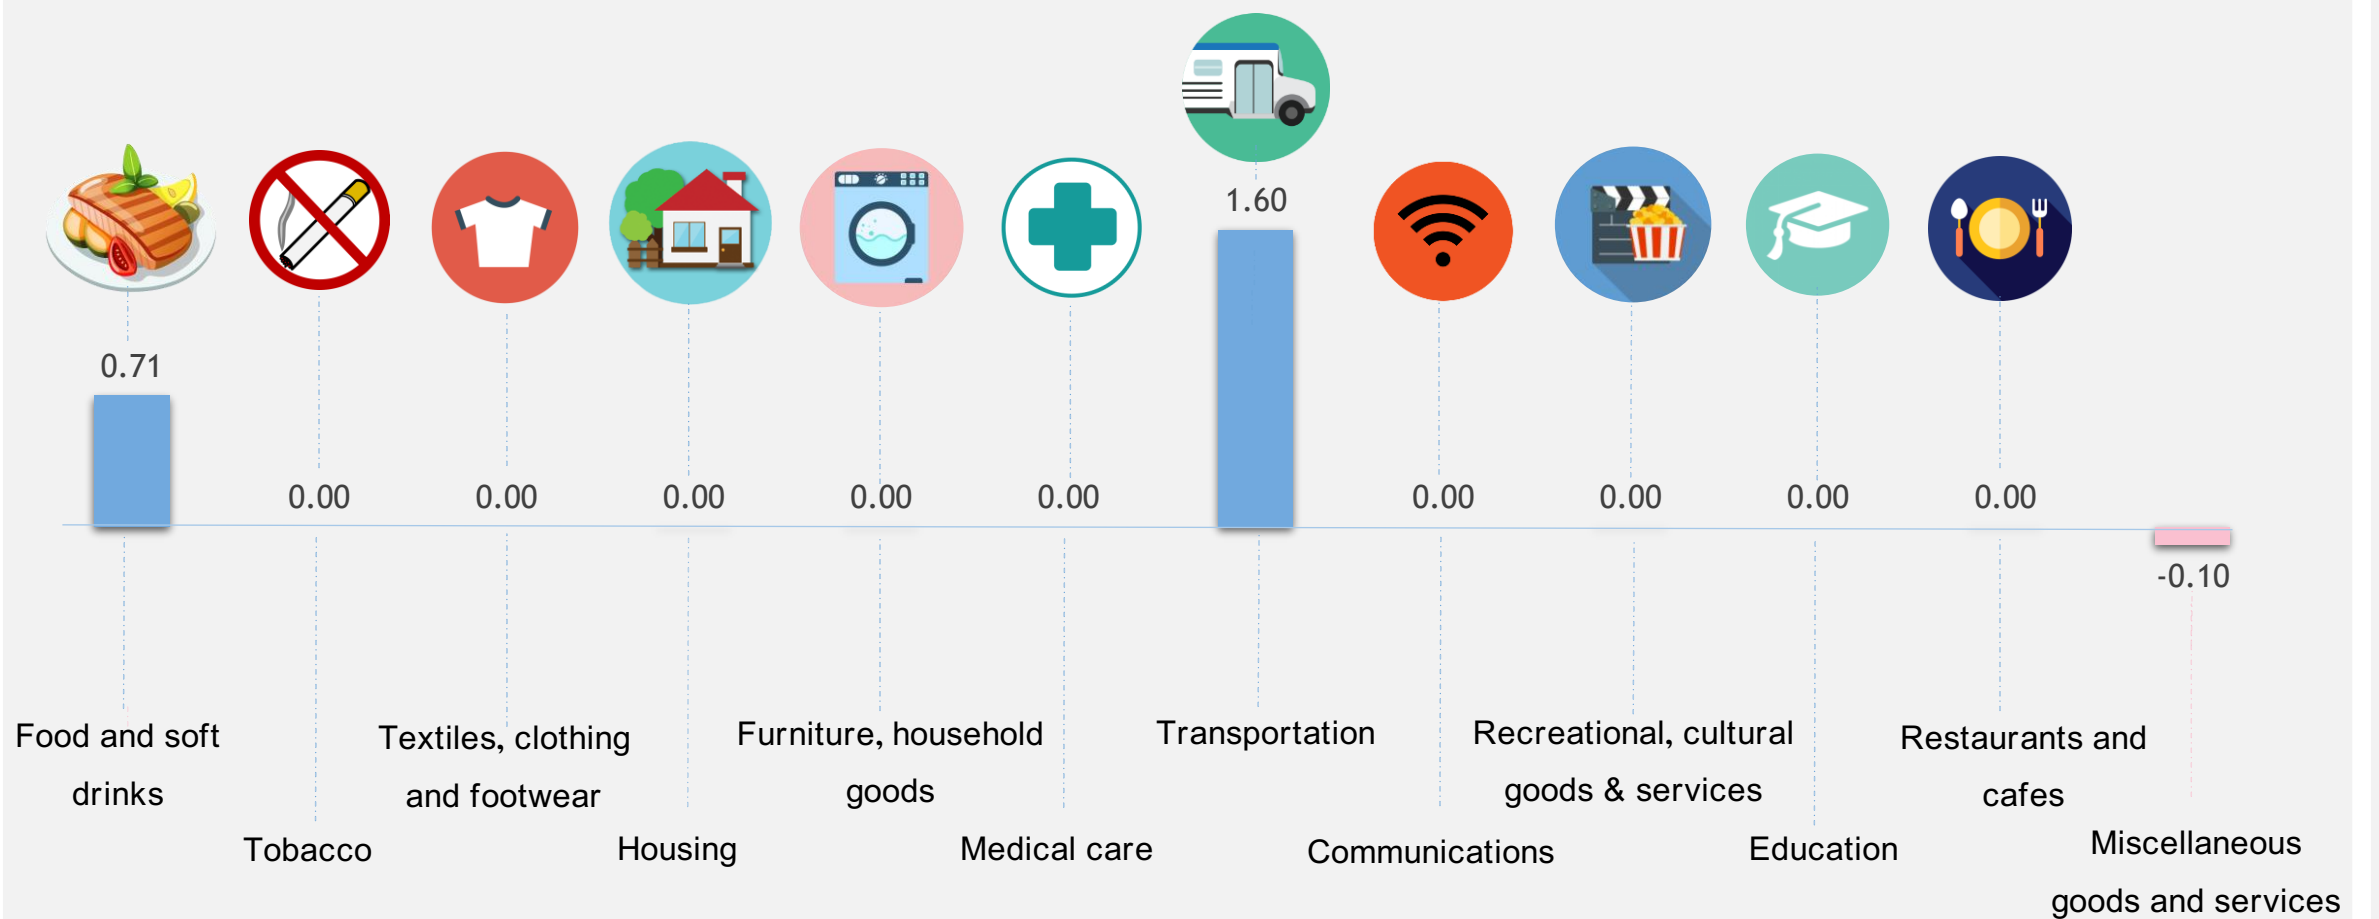 1.60
0.71
0.00
0.00
0.00
0.00
0.00
0.00
0.00
0.00
0.00
-0.10
Food and soft
drinks
Tobacco
Textiles, clothing
and footwear
Housing
Furniture, household
goods
Medical care
Transportation
Communications
Recreational, cultural
goods & services
Education
Restaurants and
cafes
Miscellaneous
goods and services